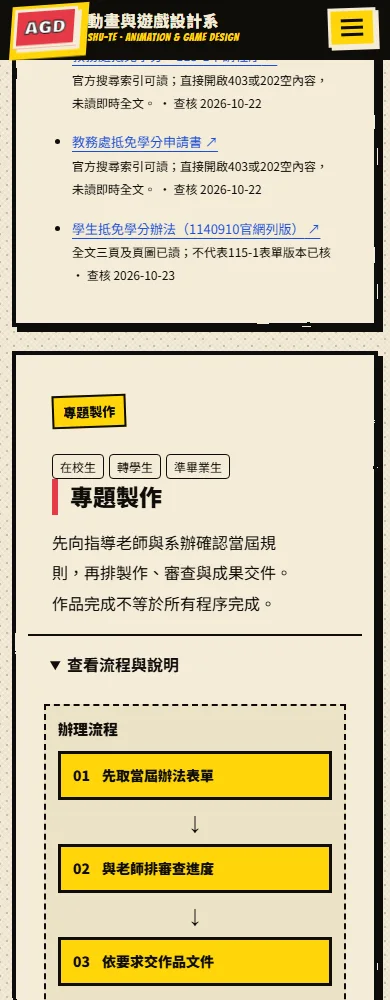 AGD
動畫與遊戲設計系
SHU-TE · ANIMATION & GAME DESIGN
官方搜尋索引可讀；直接開啟403或202空內容，
未讀即時全文。 · 查核 2026-10-22
教務處抵免學分申請書 ↗
官方搜尋索引可讀；直接開啟403或202空內容，
未讀即時全文。 · 查核 2026-10-22
學生抵免學分辦法（1140910官網列版） ↗
全文三頁及頁圖已讀；不代表115-1表單版本已核
· 查核 2026-10-23
專題製作
在校生 轉學生 準畢業生
專題製作
先向指導老師與系辦確認當屆規
則，再排製作、審查與成果交件。
作品完成不等於所有程序完成。
▼ 查看流程與說明
辦理流程
01 先取當屆辦法表單
↓
02 與老師排審查進度
↓
03 依要求交作品文件